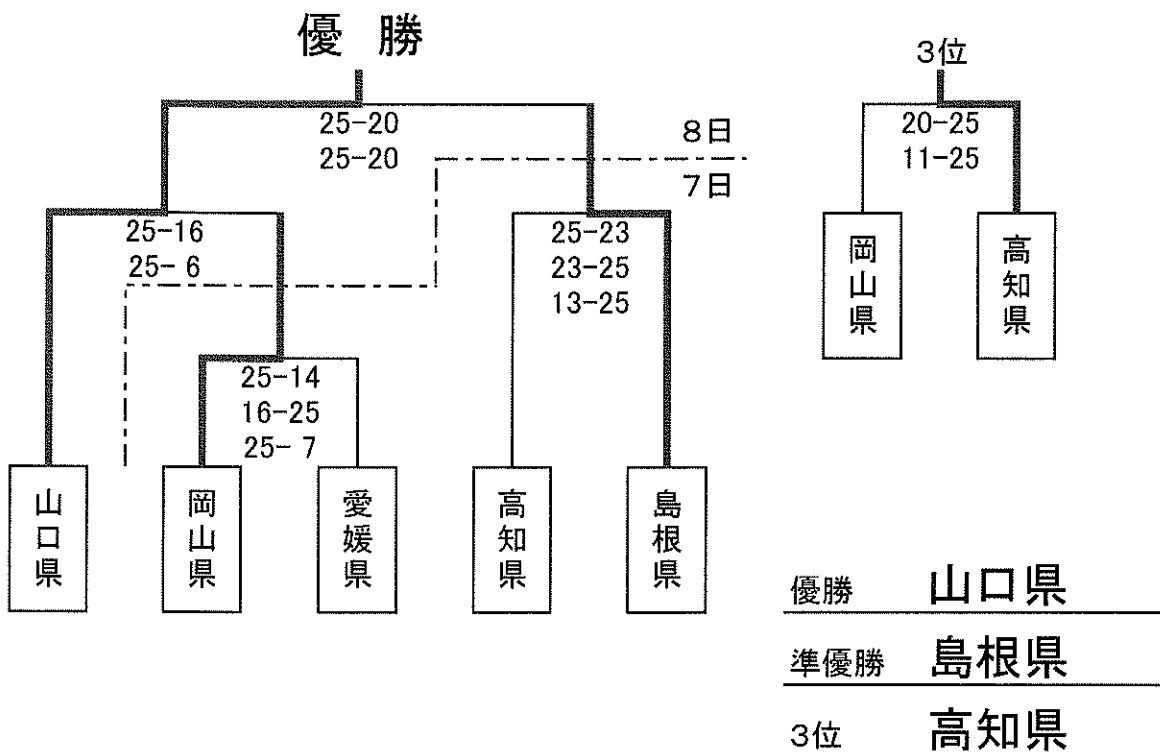 優 勝
3位
25-20
25-20
8日
7日
20-25
11-25
25-16
25- 6
25-23
23-25
13-25
岡山県
高知県
25-14
16-25
25- 7
山口県
岡山県
愛媛県
高知県
島根県
優勝 山口県
準優勝 島根県
3位 高知県